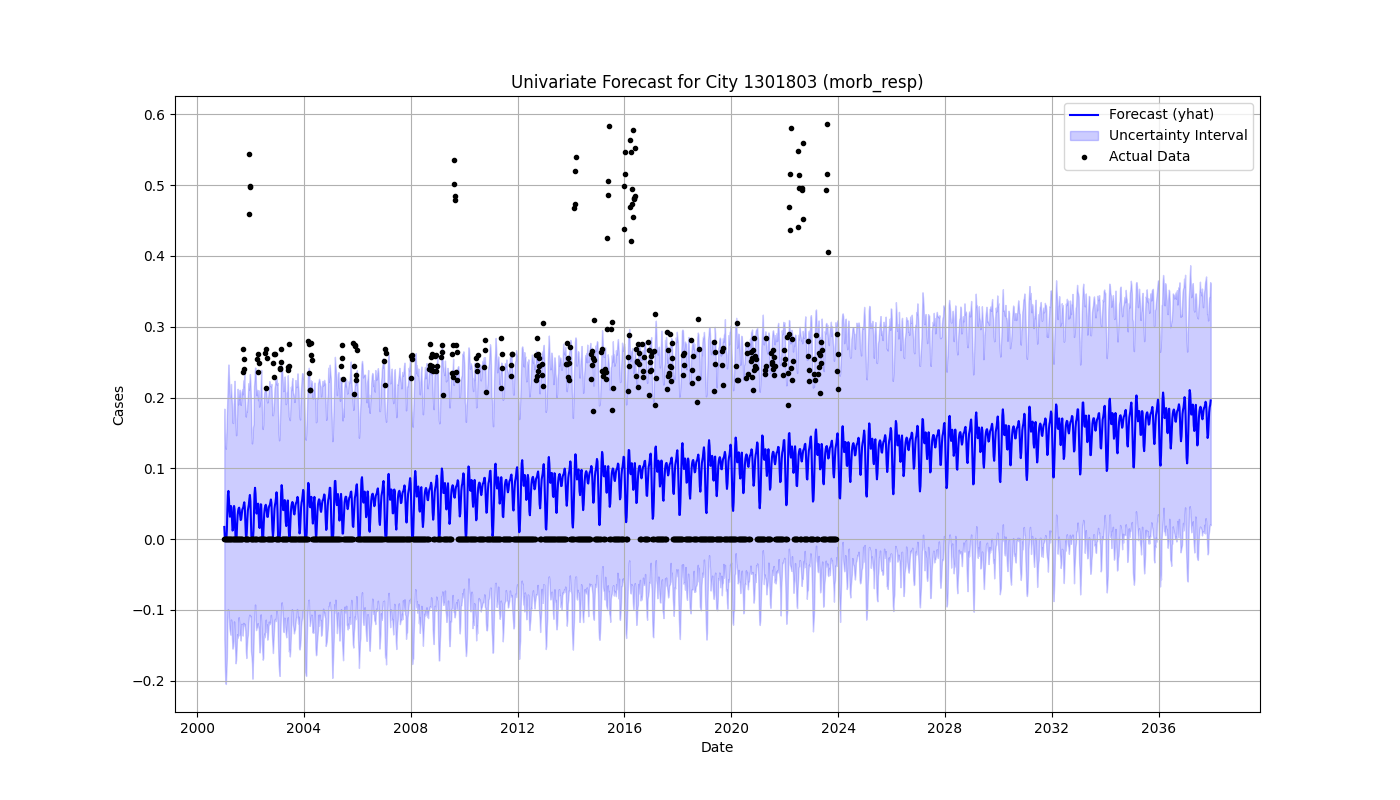 Univariate Forecast for City 1301803 (morb_resp)
Forecast (yhat)
Uncertainty Interval
Actual Data
Cases
0.6
0.5
0.4
0.3
0.2
0.1
0.0
−0.1
−0.2
2000 2004 2008 2012 2016 2020 2024 2028 2032 2036
Date